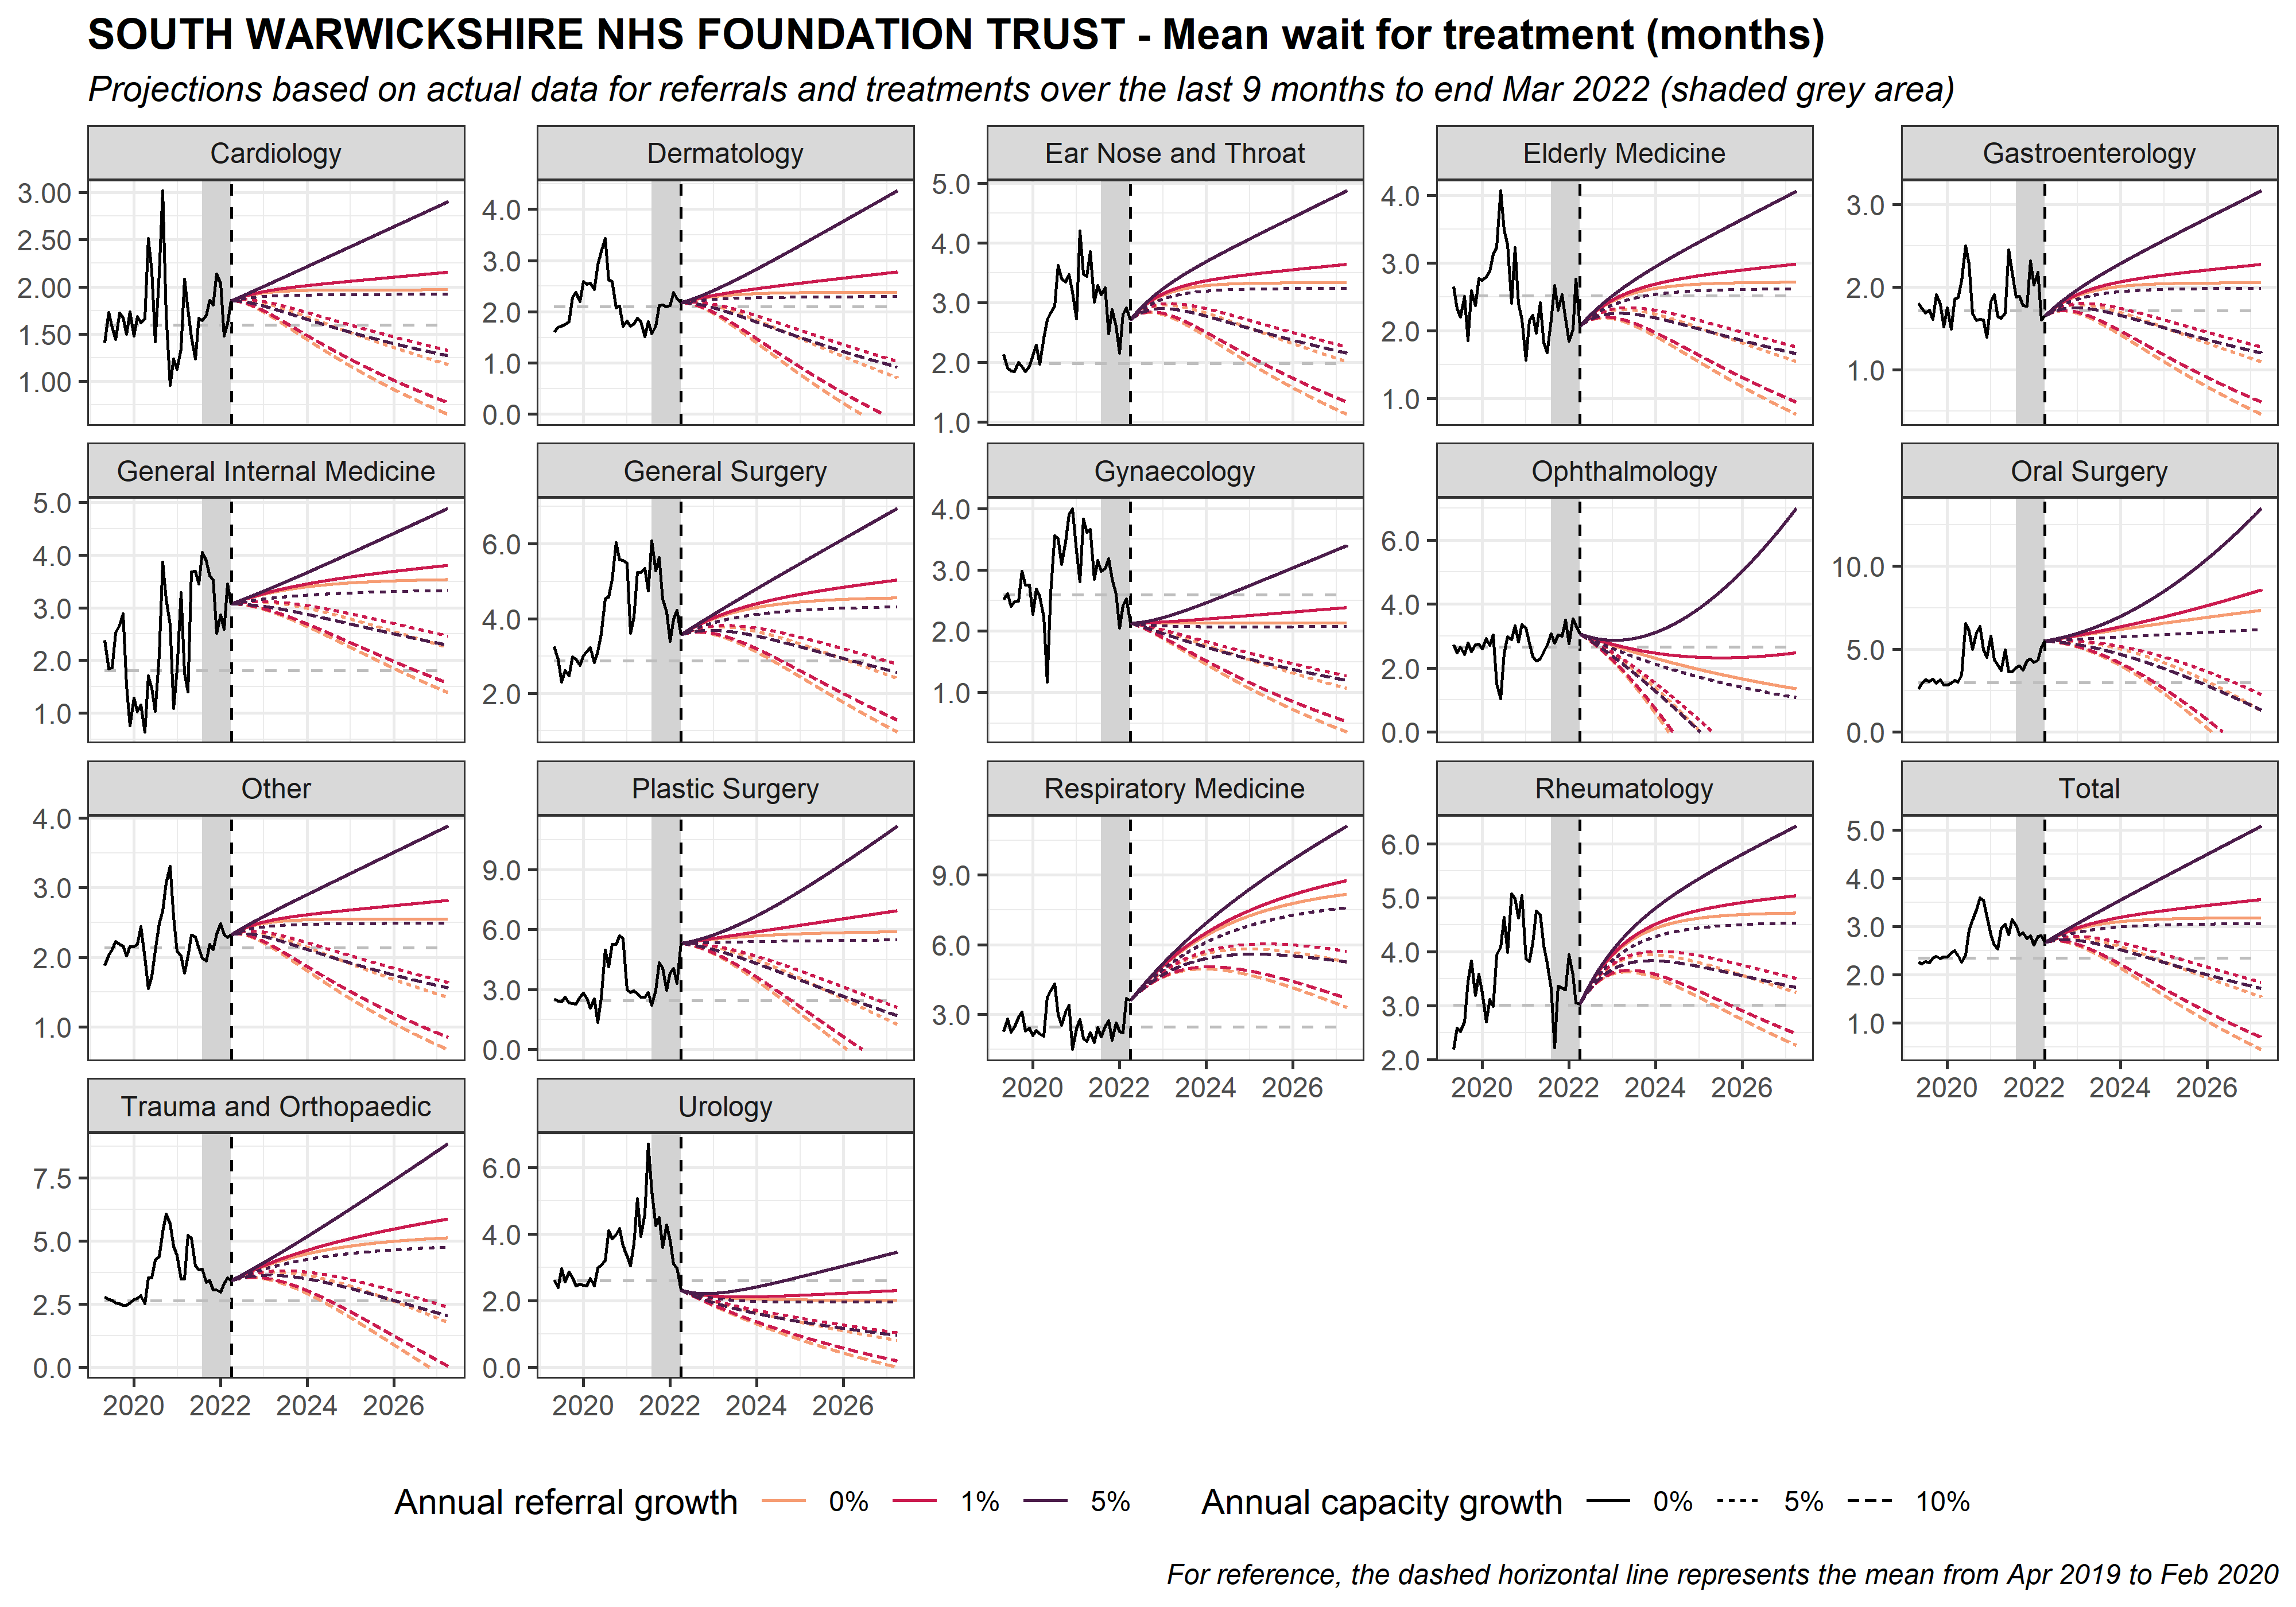 SOUTH WARWICKSHIRE NHS FOUNDATION TRUST - Mean wait for treatment (months)
Projections based on actual data for referrals and treatments over the last 9 months to end Mar 2022 (shaded grey area)
Cardiology
3.00
2.50
2.00
1.50
1.00
Dermatology
4.0
3.0
2.0
1.0
0.0
Ear Nose and Throat
5.0
4.0
3.0
2.0
1.0
Elderly Medicine
4.0
3.0
2.0
1.0
Gastroenterology
3.0
2.0
1.0
General Internal Medicine
5.0
4.0
3.0
2.0
1.0
General Surgery
6.0
4.0
2.0
Gynaecology
4.0
3.0
2.0
1.0
Ophthalmology
6.0
4.0
2.0
0.0
Oral Surgery
10.0
5.0
0.0
Other
4.0
3.0
2.0
1.0
Plastic Surgery
9.0
6.0
3.0
0.0
Respiratory Medicine
9.0
6.0
3.0
2020 2022 2024 2026
Rheumatology
6.0
5.0
4.0
3.0
2.0
2020 2022 2024 2026
Total
5.0
4.0
3.0
2.0
1.0
2020 2022 2024 2026
Trauma and Orthopaedic
7.5
5.0
2.5
0.0
2020 2022 2024 2026
Urology
6.0
4.0
2.0
0.0
2020 2022 2024 2026
Annual referral growth 0% 1% 5% Annual capacity growth 0% 5% 10%
For reference, the dashed horizontal line represents the mean from Apr 2019 to Feb 2020